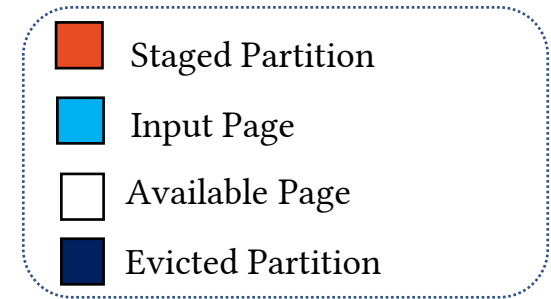 Staged Partition
Input Page
Available Page
Evicted Partition